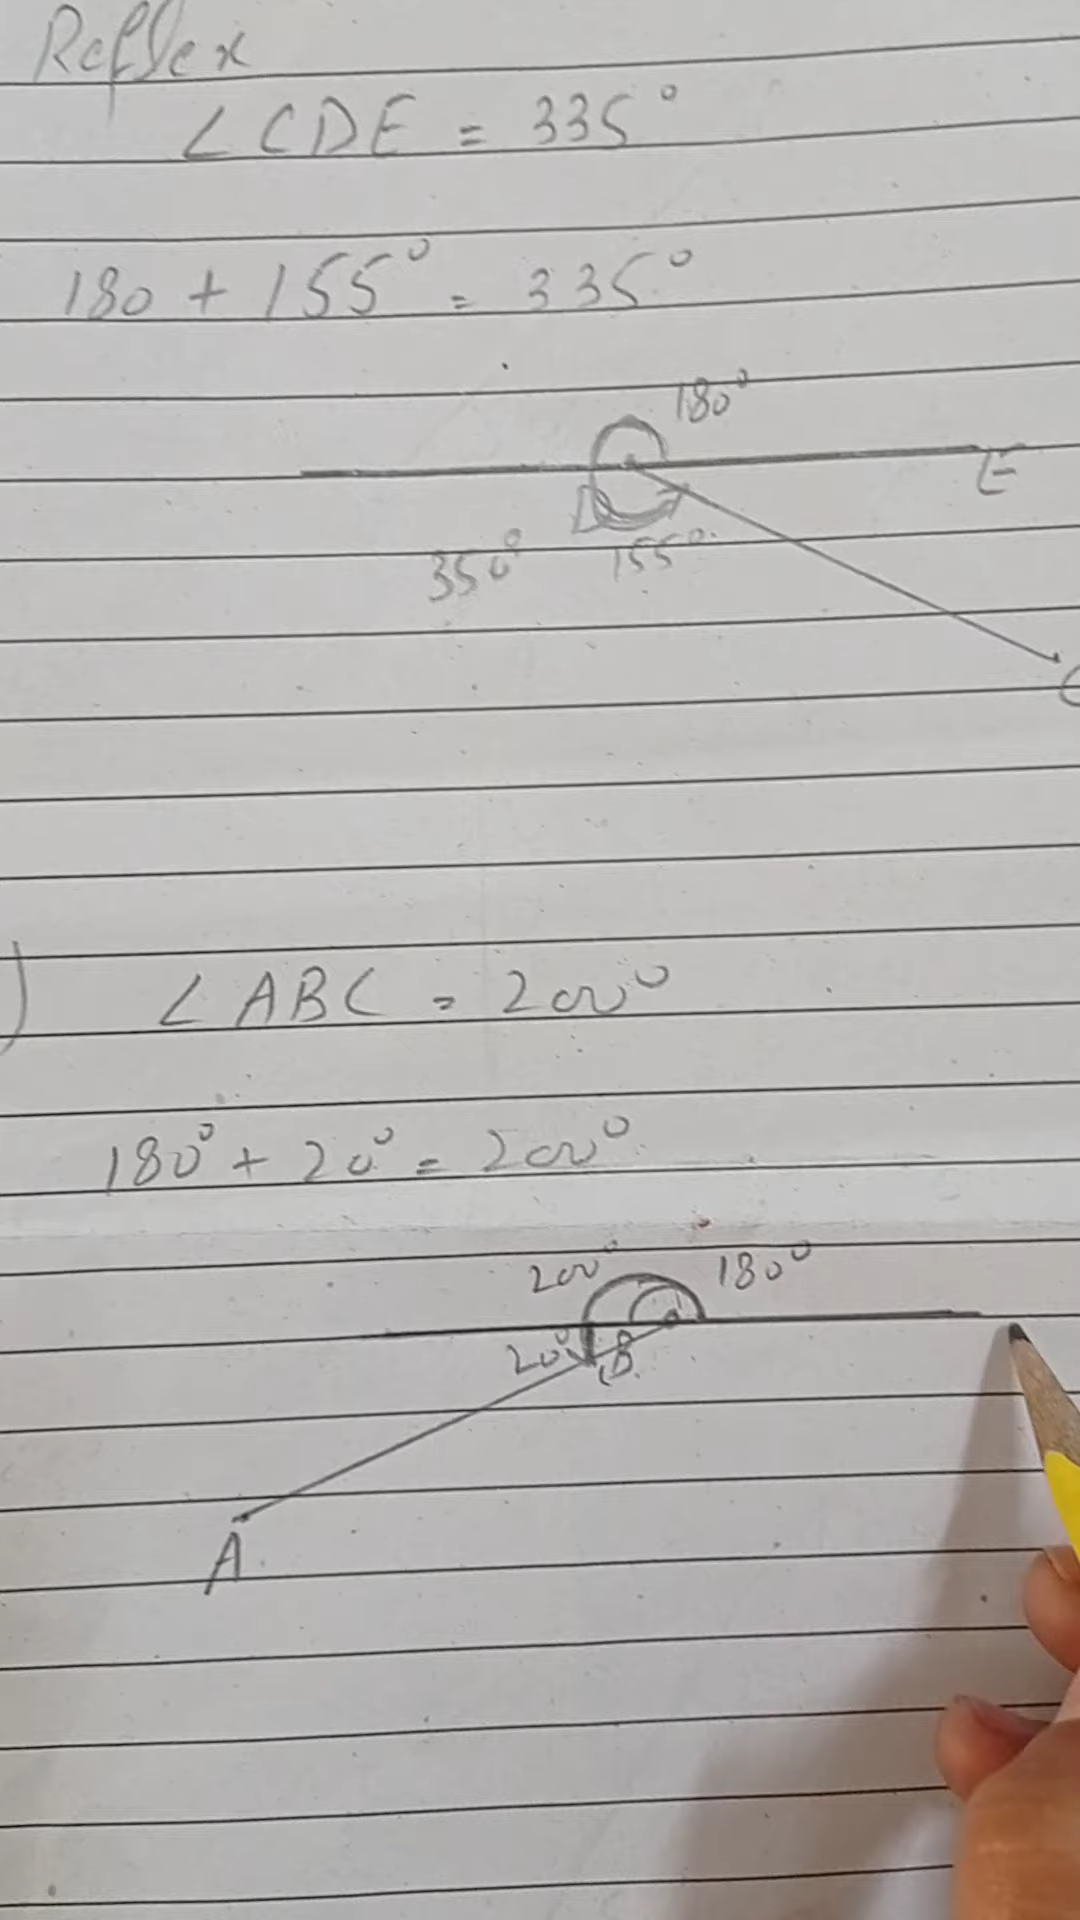 Reflex
∠CDE = 335°
180 + 155° = 335°
180°
E
D
350° 155°
C
) ∠ABC = 200°
180° + 20° = 200°
200° 180°
20° B
A